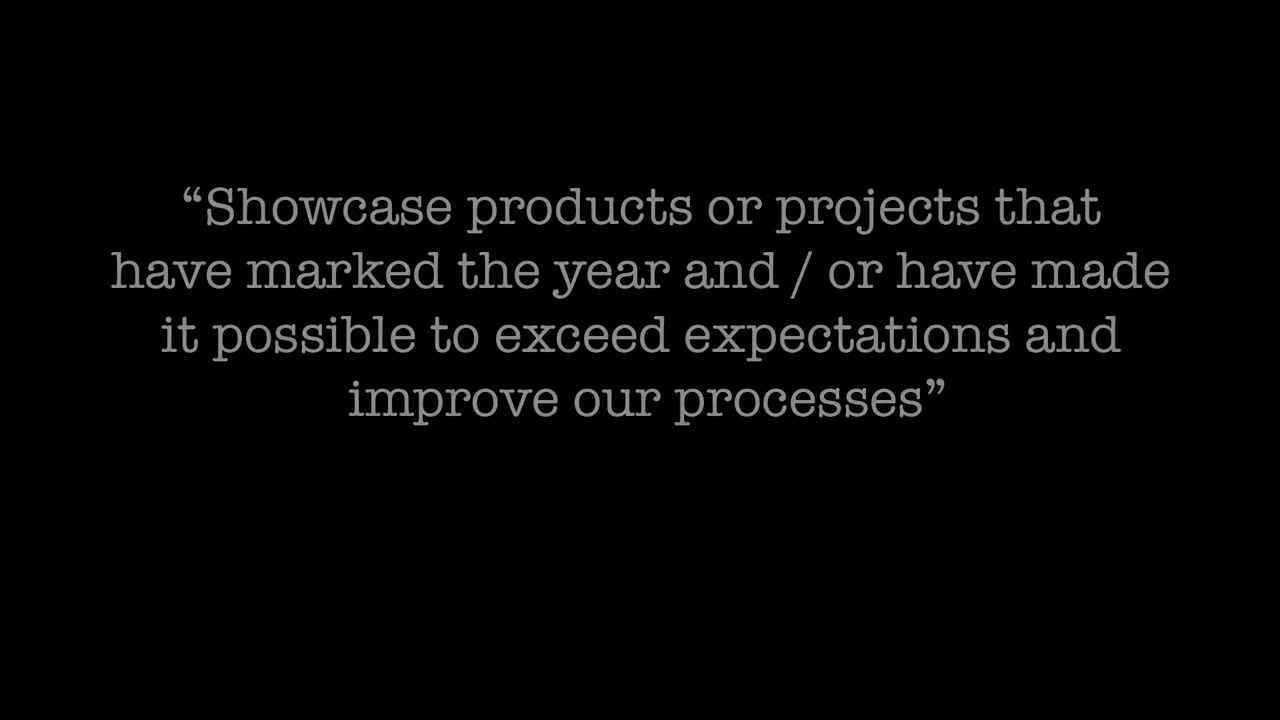 “Showcase products or projects that
have marked the year and / or have made
it possible to exceed expectations and
improve our processes”